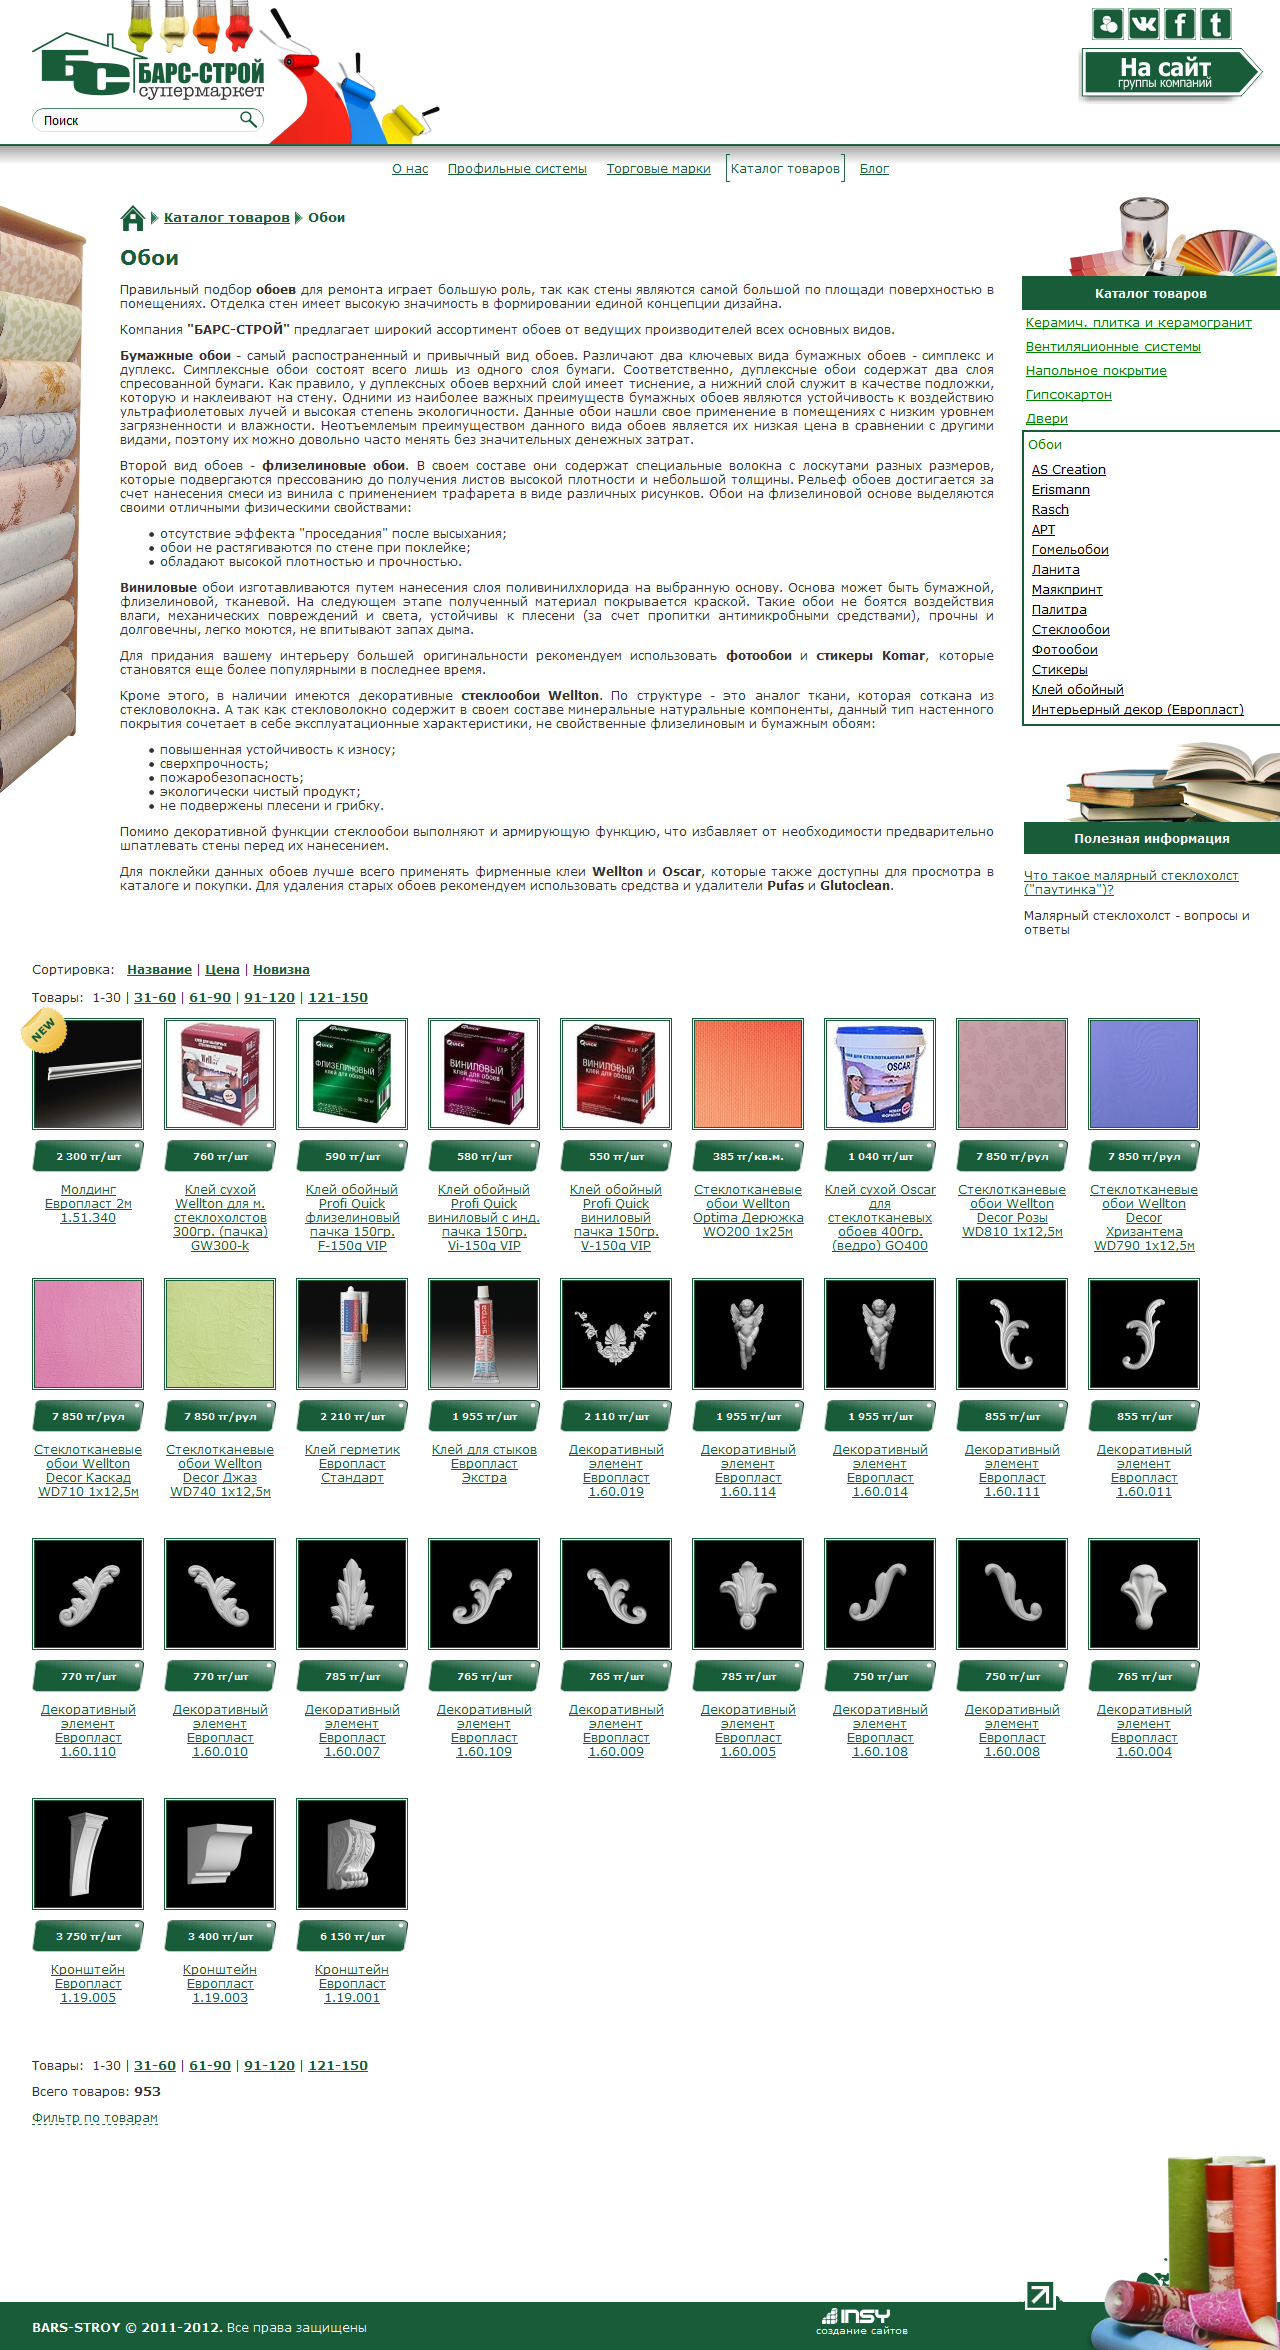 БС БАРС-СТРОЙ
супермаркет
Поиск
На сайт
группы компаний
О нас Профильные системы Торговые марки Каталог товаров Блог
Каталог товаров Обои
Обои
Правильный подбор обоев для ремонта играет большую роль, так как стены являются самой большой по площади поверхностью в
помещениях. Отделка стен имеет высокую значимость в формировании единой концепции дизайна.
Компания "БАРС-СТРОЙ" предлагает широкий ассортимент обоев от ведущих производителей всех основных видов.
Бумажные обои - самый распостраненный и привычный вид обоев. Различают два ключевых вида бумажных обоев - симплекс и
дуплекс. Симплексные обои состоят всего лишь из одного слоя бумаги. Соответственно, дуплексные обои содержат два слоя
спресованной бумаги. Как правило, у дуплексных обоев верхний слой имеет тиснение, а нижний слой служит в качестве подложки,
которую и наклеивают на стену. Одними из наиболее важных преимуществ бумажных обоев являются устойчивость к воздействию
ультрафиолетовых лучей и высокая степень экологичности. Данные обои нашли свое применение в помещениях с низким уровнем
загрязненности и влажности. Неотъемлемым преимуществом данного вида обоев является их низкая цена в сравнении с другими
видами, поэтому их можно довольно часто менять без значительных денежных затрат.
Второй вид обоев - флизелиновые обои. В своем составе они содержат специальные волокна с лоскутами разных размеров,
которые подвергаются прессованию до получения листов высокой плотности и небольшой толщины. Рельеф обоев достигается за
счет нанесения смеси из винила с применением трафарета в виде различных рисунков. Обои на флизелиновой основе выделяются
своими отличными физическими свойствами:
• отсутствие эффекта "проседания" после высыхания;
• обои не растягиваются по стене при поклейке;
• обладают высокой плотностью и прочностью.
Виниловые обои изготавливаются путем нанесения слоя поливинилхлорида на выбранную основу. Основа может быть бумажной,
флизелиновой, тканевой. На следующем этапе полученный материал покрывается краской. Такие обои не боятся воздействия
влаги, механических повреждений и света, устойчивы к плесени (за счет пропитки антимикробными средствами), прочны и
долговечны, легко моются, не впитывают запах дыма.
Для придания вашему интерьеру большей оригинальности рекомендуем использовать фотообои и стикеры Komar, которые
становятся еще более популярными в последнее время.
Кроме этого, в наличии имеются декоративные стеклообои Wellton. По структуре - это аналог ткани, которая соткана из
стекловолокна. А так как стекловолокно содержит в своем составе минеральные натуральные компоненты, данный тип настенного
покрытия сочетает в себе эксплуатационные характеристики, не свойственные флизелиновым и бумажным обоям:
• повышенная устойчивость к износу;
• сверхпрочность;
• пожаробезопасность;
• экологически чистый продукт;
• не подвержены плесени и грибку.
Помимо декоративной функции стеклообои выполняют и армирующую функцию, что избавляет от необходимости предварительно
шпатлевать стены перед их нанесением.
Для поклейки данных обоев лучше всего применять фирменные клеи Wellton и Oscar, которые также доступны для просмотра в
каталоге и покупки. Для удаления старых обоев рекомендуем использовать средства и удалители Pufas и Glutoclean.
Каталог товаров
Керамич. плитка и керамогранит
Вентиляционные системы
Напольное покрытие
Гипсокартон
Двери
Обои
AS Creation
Erismann
Rasch
АРТ
Гомельобои
Ланита
Маякпринт
Палитра
Стеклообои
Фотообои
Стикеры
Клей обойный
Интерьерный декор (Европласт)
Полезная информация
Что такое малярный стеклохолст
("паутинка")?
Малярный стеклохолст - вопросы и
ответы
Сортировка: Название | Цена | Новизна
Товары: 1-30 | 31-60 | 61-90 | 91-120 | 121-150
NEW
2 300 тг/шт 760 тг/шт 590 тг/шт 580 тг/шт 550 тг/шт 385 тг/кв.м. 1 040 тг/шт 7 850 тг/рул 7 850 тг/рул
Молдинг
Европласт 2м
1.51.340
Клей сухой
Wellton для м.
стеклохолстов
300гр. (пачка)
GW300-k
Клей обойный
Profi Quick
флизелиновый
пачка 150гр.
F-150g VIP
Клей обойный
Profi Quick
виниловый с инд.
пачка 150гр.
Vi-150g VIP
Клей обойный
Profi Quick
виниловый
пачка 150гр.
V-150g VIP
Стеклотканевые
обои Wellton
Optima Дерюжка
WO200 1х25м
Клей сухой Oscar
для
стеклотканевых
обоев 400гр.
(ведро) GO400
Стеклотканевые
обои Wellton
Decor Розы
WD810 1х12,5м
Стеклотканевые
обои Wellton
Decor
Хризантема
WD790 1х12,5м
7 850 тг/рул 7 850 тг/рул 2 210 тг/шт 1 955 тг/шт 2 110 тг/шт 1 955 тг/шт 1 955 тг/шт 855 тг/шт 855 тг/шт
Стеклотканевые
обои Wellton
Decor Каскад
WD710 1х12,5м
Стеклотканевые
обои Wellton
Decor Джаз
WD740 1х12,5м
Клей герметик
Европласт
Стандарт
Клей для стыков
Европласт
Экстра
Декоративный
элемент
Европласт
1.60.019
Декоративный
элемент
Европласт
1.60.114
Декоративный
элемент
Европласт
1.60.014
Декоративный
элемент
Европласт
1.60.111
Декоративный
элемент
Европласт
1.60.011
770 тг/шт 770 тг/шт 785 тг/шт 765 тг/шт 765 тг/шт 785 тг/шт 750 тг/шт 750 тг/шт 765 тг/шт
Декоративный
элемент
Европласт
1.60.110
Декоративный
элемент
Европласт
1.60.010
Декоративный
элемент
Европласт
1.60.007
Декоративный
элемент
Европласт
1.60.109
Декоративный
элемент
Европласт
1.60.009
Декоративный
элемент
Европласт
1.60.005
Декоративный
элемент
Европласт
1.60.108
Декоративный
элемент
Европласт
1.60.008
Декоративный
элемент
Европласт
1.60.004
3 750 тг/шт 3 400 тг/шт 6 150 тг/шт
Кронштейн
Европласт
1.19.005
Кронштейн
Европласт
1.19.003
Кронштейн
Европласт
1.19.001
Товары: 1-30 | 31-60 | 61-90 | 91-120 | 121-150
Всего товаров: 953
Фильтр по товарам
BARS-STROY © 2011-2012. Все права защищены
INSY
создание сайтов